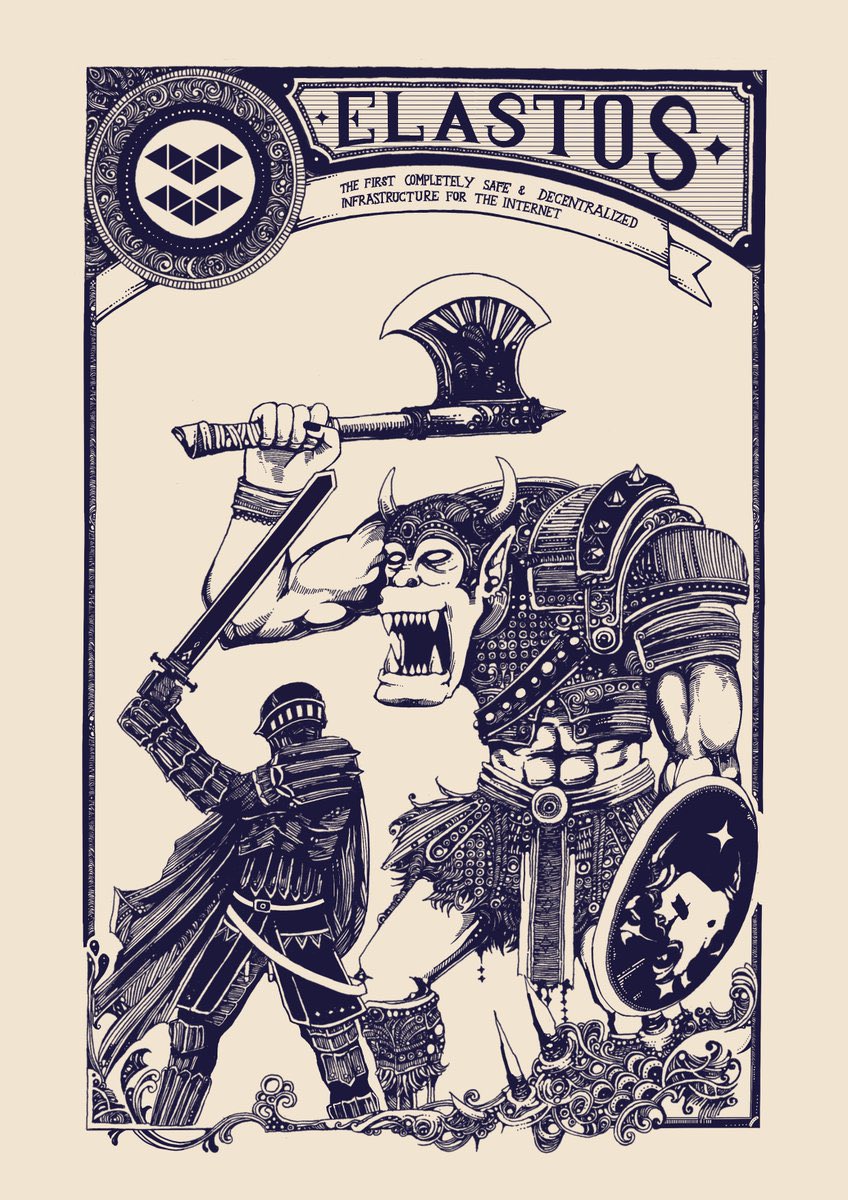 ELASTOS
THE FIRST COMPLETELY SAFE & DECENTRALIZED
INFRASTRUCTURE FOR THE INTERNET